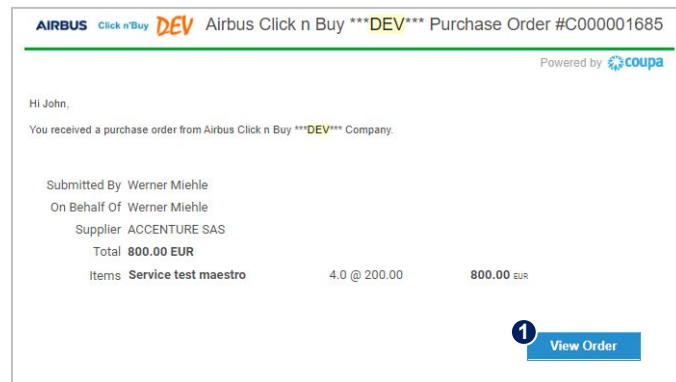 AIRBUS Click n'Buy DEV Airbus Click n Buy ***DEV*** Purchase Order #C000001685
Powered by coupa
Hi John,
You received a purchase order from Airbus Click n Buy ***DEV*** Company.
Submitted By Werner Miehle
On Behalf Of Werner Miehle
Supplier ACCENTURE SAS
Total 800.00 EUR
Items Service test maestro 4.0 @ 200.00 800.00 EUR
1
View Order